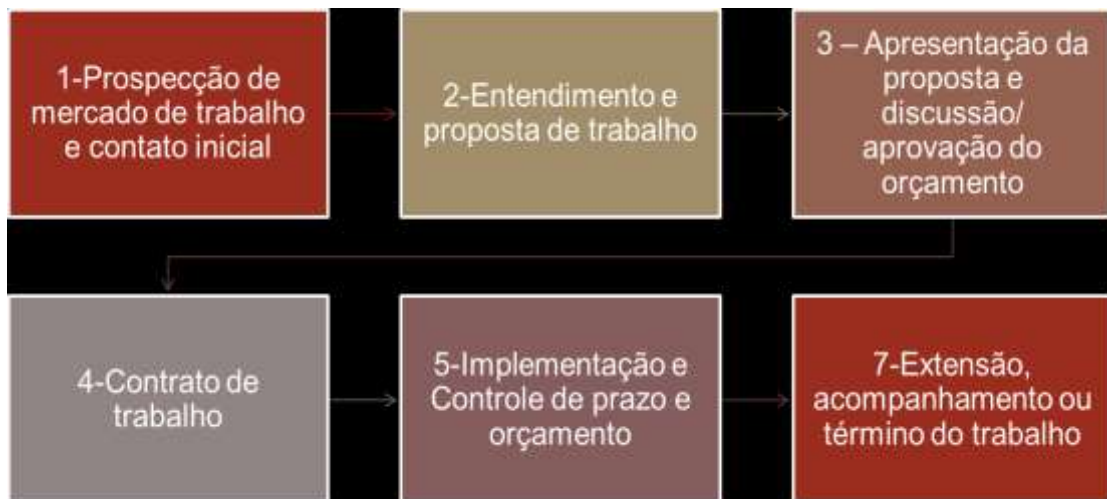 1-Prospecção de
mercado de trabalho
e contato inicial
2-Entendimento e
proposta de trabalho
3 – Apresentação da
proposta e
discussão/
aprovação do
orçamento
4-Contrato de
trabalho
5-Implementação e
Controle de prazo e
orçamento
7-Extensão,
acompanhamento ou
término do trabalho